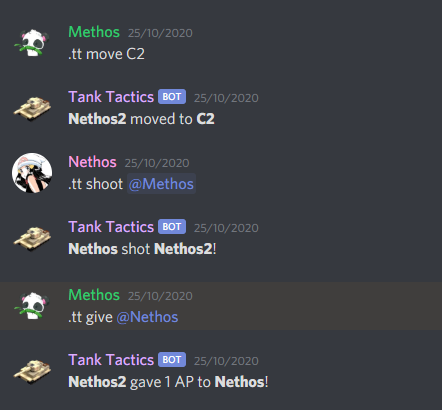 Methos 25/10/2020
.tt move C2
Tank Tactics BOT 25/10/2020
Nethos2 moved to C2
Nethos 25/10/2020
.tt shoot @Methos
Tank Tactics BOT 25/10/2020
Nethos shot Nethos2!
Methos 25/10/2020
.tt give @Nethos
Tank Tactics BOT 25/10/2020
Nethos2 gave 1 AP to Nethos!